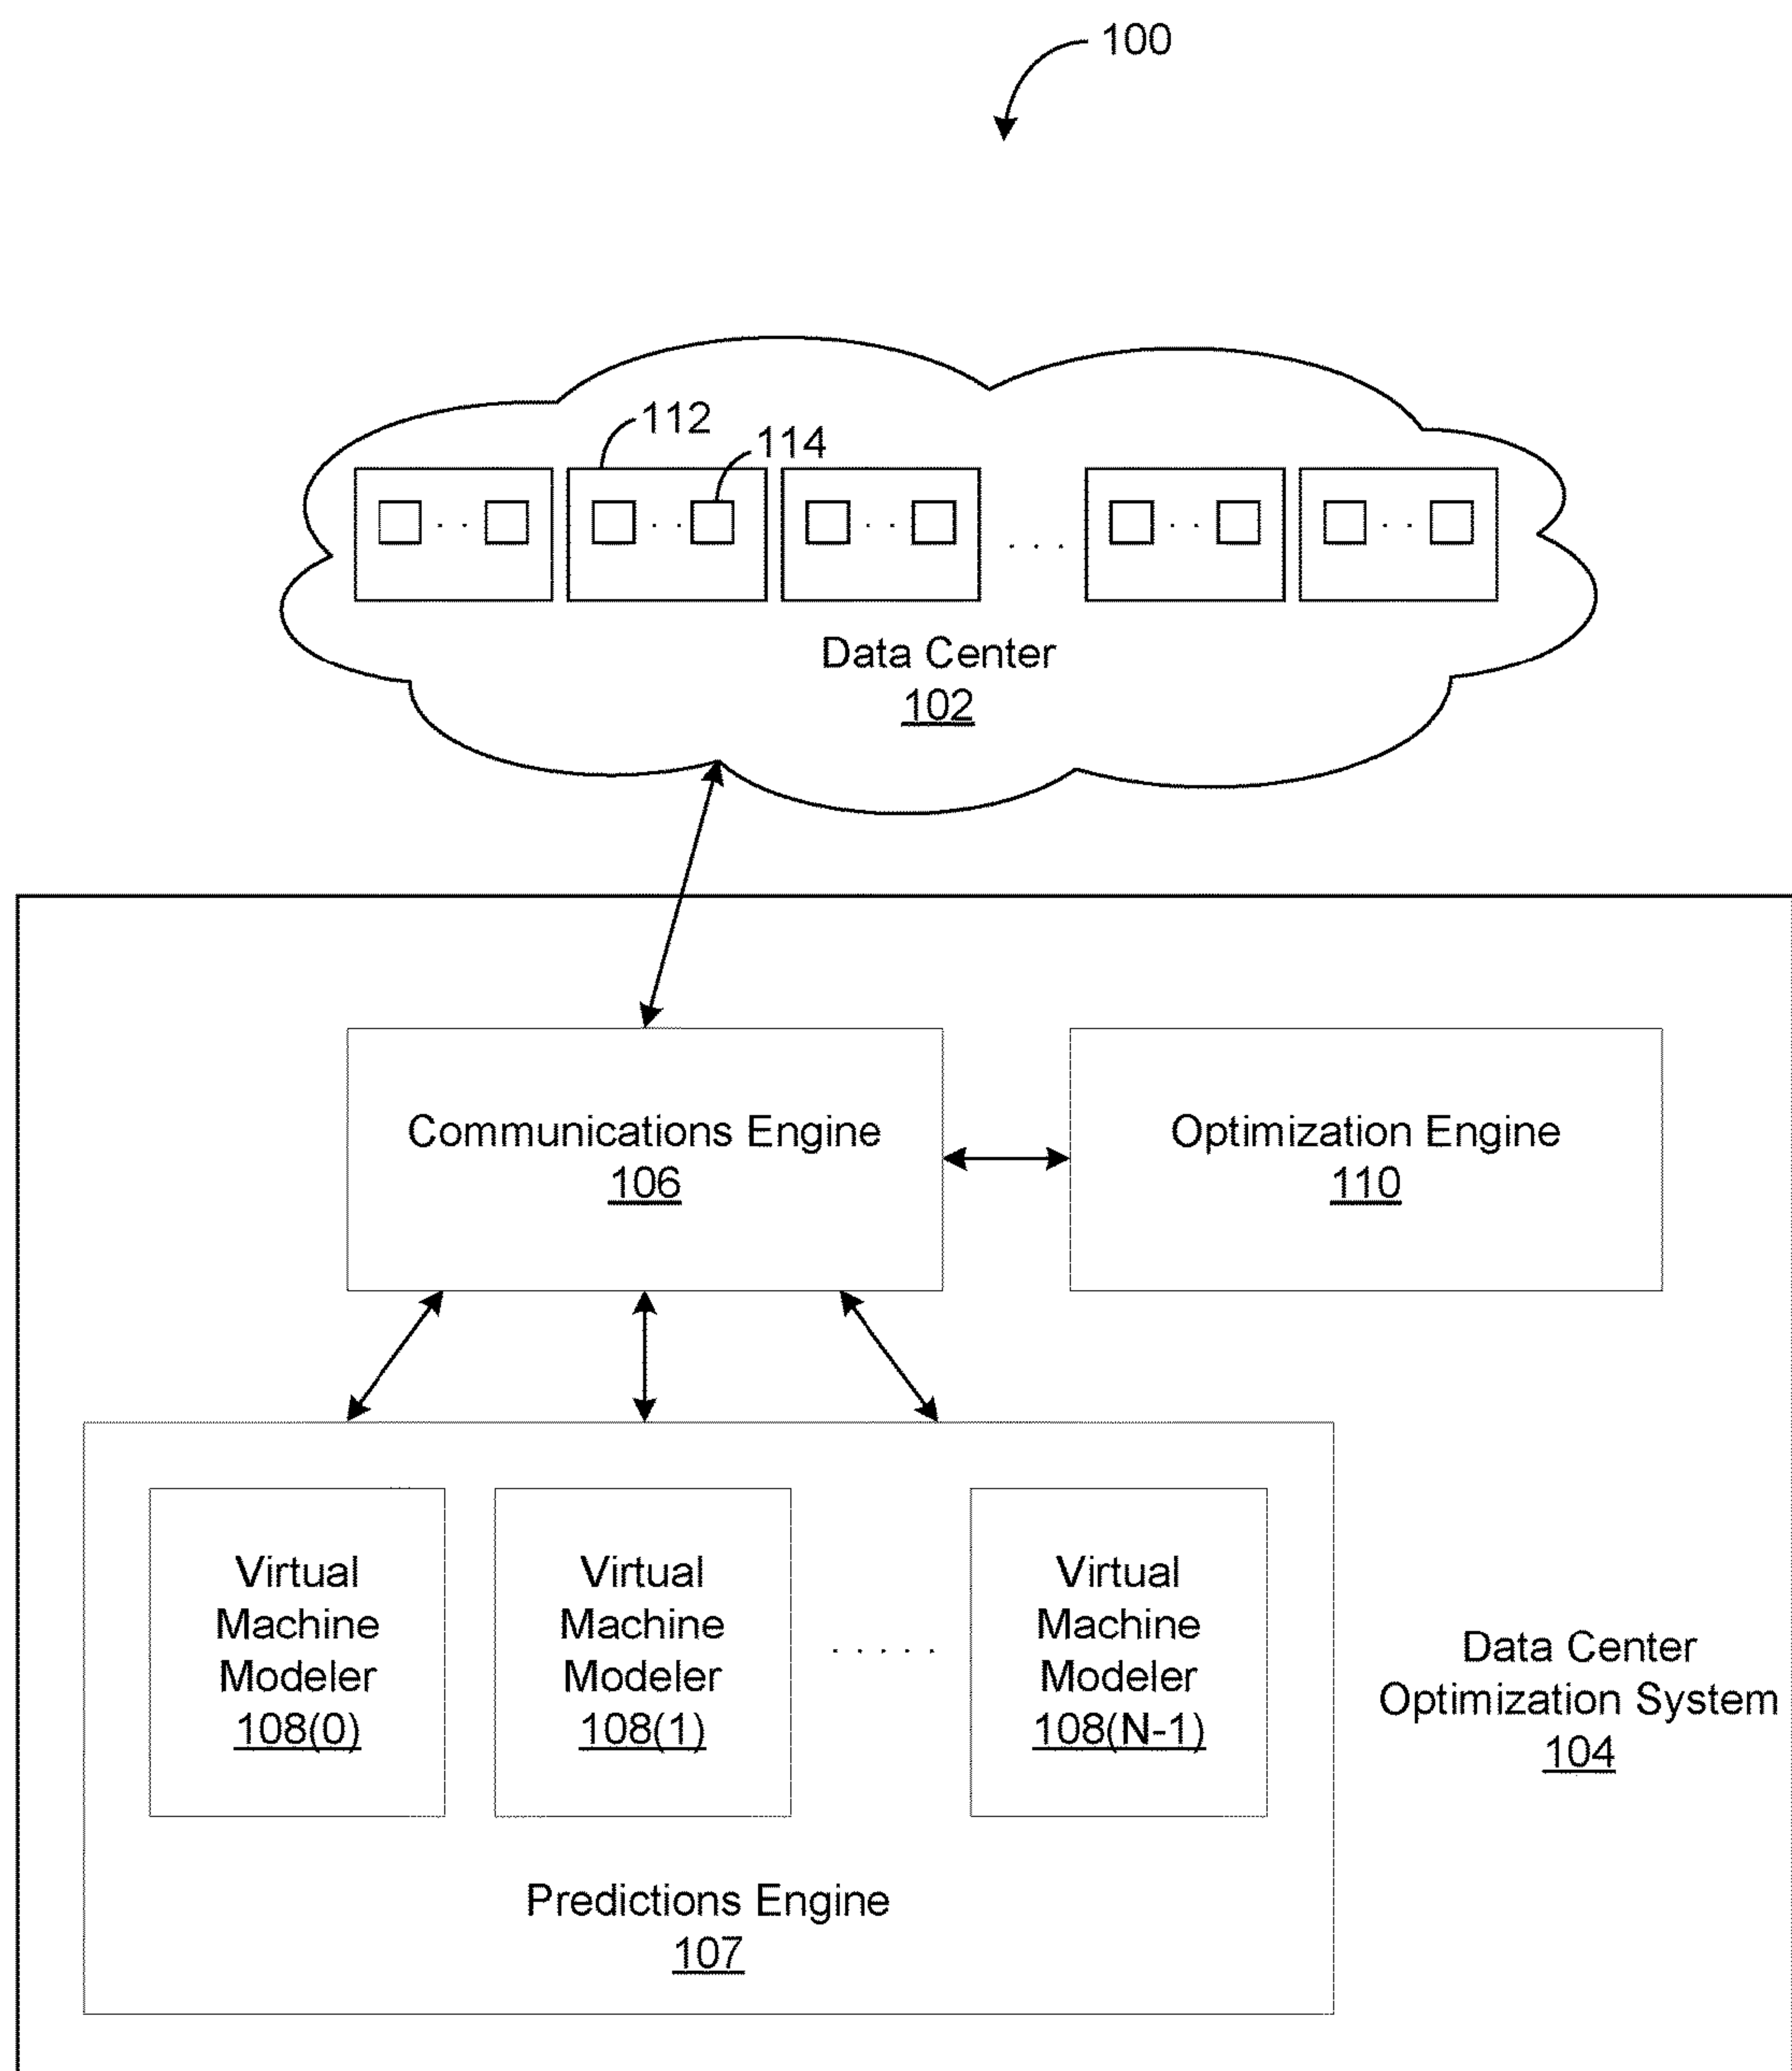 100
112
114
Data Center
102
Communications Engine
106
Optimization Engine
110
Virtual
Machine
Modeler
108(0)
Virtual
Machine
Modeler
108(1)
. . . . .
Virtual
Machine
Modeler
108(N-1)
Data Center
Optimization System
104
Predictions Engine
107